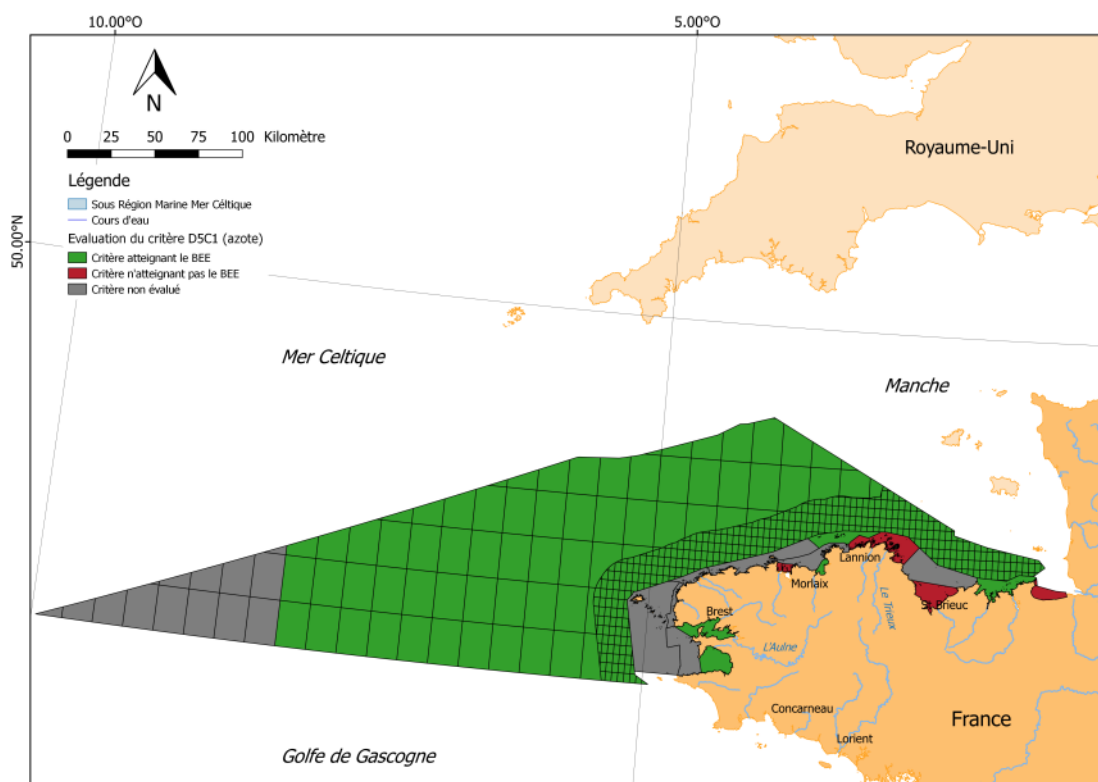 10.00°O
5.00°O
50.00°N
N
0 25 50 75 100 Kilomètre
Légende
Sous Région Marine Mer Céltique
Cours d'eau
Evaluation du critère D5C1 (azote)
Critère atteignant le BEE
Critère n'atteignant pas le BEE
Critère non évalué
Royaume-Uni
Mer Celtique
Manche
Lannion
Morlaix
Brest
St Brieuc
Le Trieux
L'Aulne
Concarneau
Lorient
France
Golfe de Gascogne